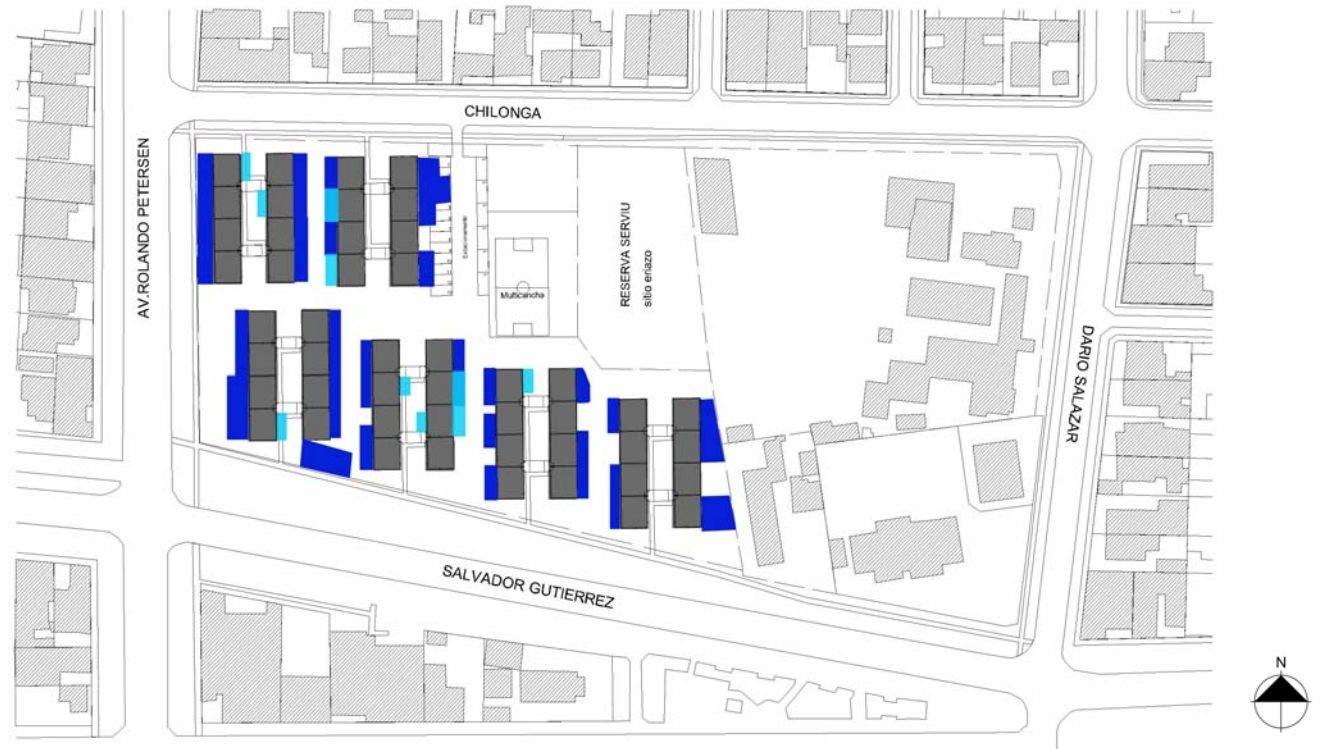 CHILONGA
AV.ROLANDO PETERSEN
Estacionamiento
Multicancha
RESERVA SERVIU
sitio eriazo
DARIO SALAZAR
SALVADOR GUTIERREZ
N